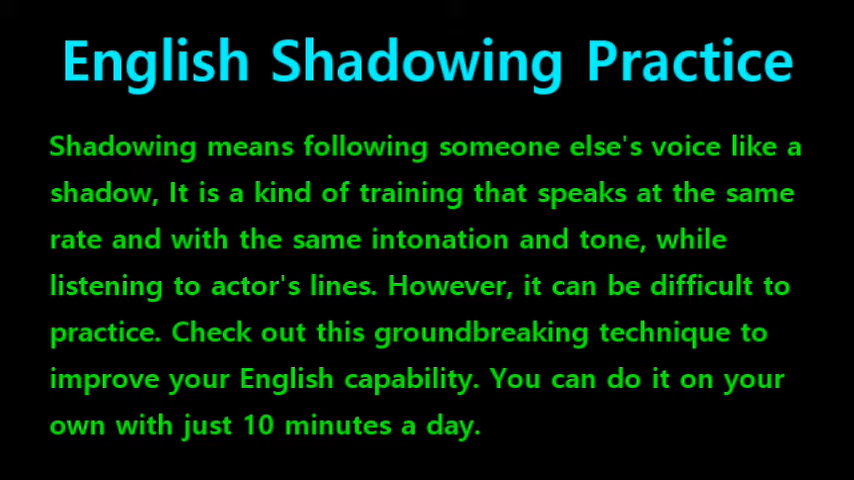 English Shadowing Practice
Shadowing means following someone else's voice like a
shadow, It is a kind of training that speaks at the same
rate and with the same intonation and tone, while
listening to actor's lines. However, it can be difficult to
practice. Check out this groundbreaking technique to
improve your English capability. You can do it on your
own with just 10 minutes a day.